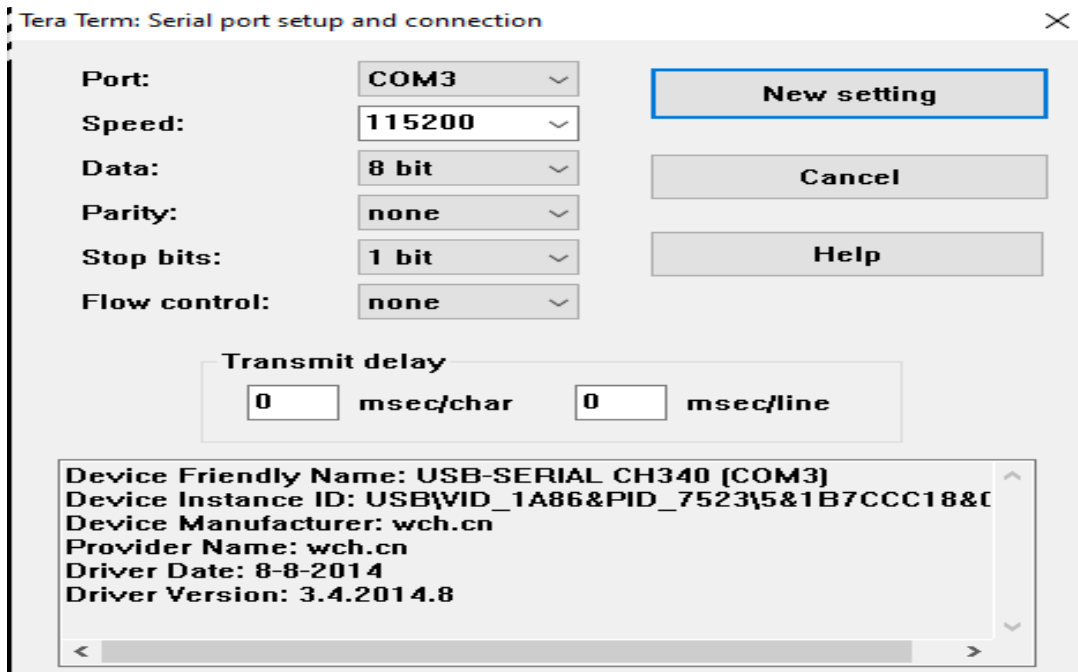 Tera Term: Serial port setup and connection
Port: COM3
New setting
Speed: 115200
Data: 8 bit
Cancel
Parity: none
Stop bits: 1 bit
Help
Flow control: none
Transmit delay
0 msec/char 0 msec/line
Device Friendly Name: USB-SERIAL CH340 (COM3)
Device Instance ID: USB\VID_1A86&PID_7523\5&1B7CCC18&
Device Manufacturer: wch.cn
Provider Name: wch.cn
Driver Date: 8-8-2014
Driver Version: 3.4.2014.8